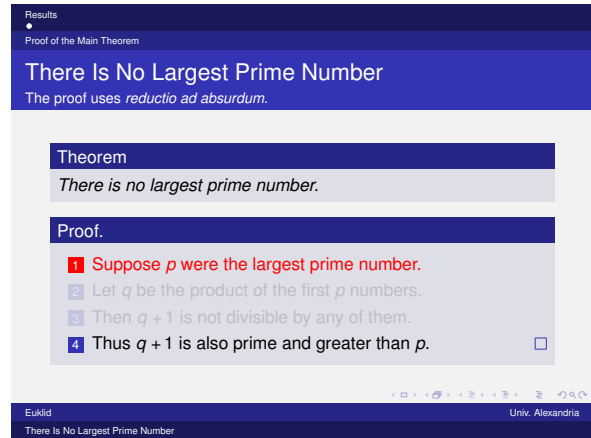 Results
Proof of the Main Theorem
There Is No Largest Prime Number
The proof uses reductio ad absurdum.
Theorem
There is no largest prime number.
Proof.
1 Suppose p were the largest prime number.
2 Let q be the product of the first p numbers.
3 Then q + 1 is not divisible by any of them.
4 Thus q + 1 is also prime and greater than p.
Euklid Univ. Alexandria
There Is No Largest Prime Number